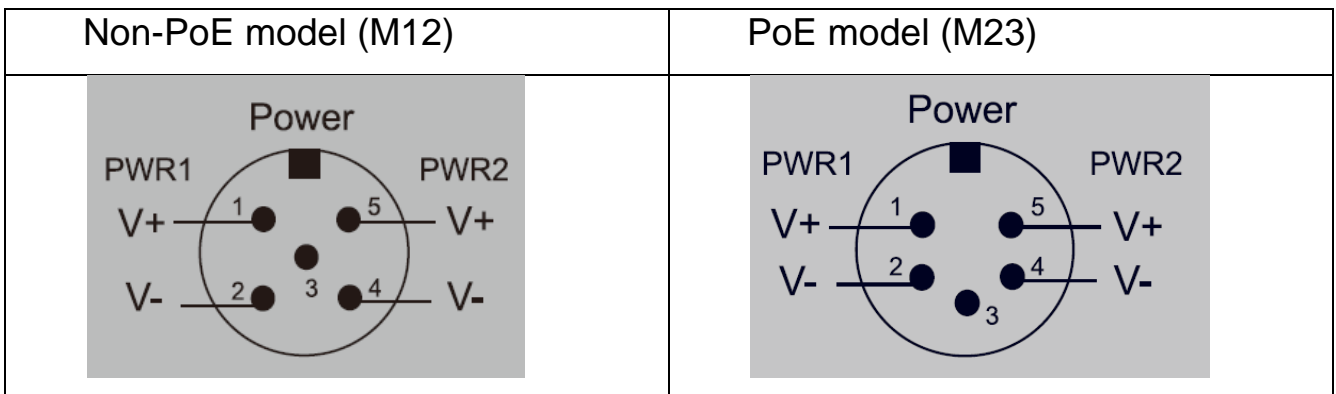 Non-PoE model (M12)
PoE model (M23)
Power
PWR1 PWR2
V+ 1 5 V+
V- 2 3 4 V-
Power
PWR1 PWR2
V+ 1 5 V+
V- 2 4 V-
3